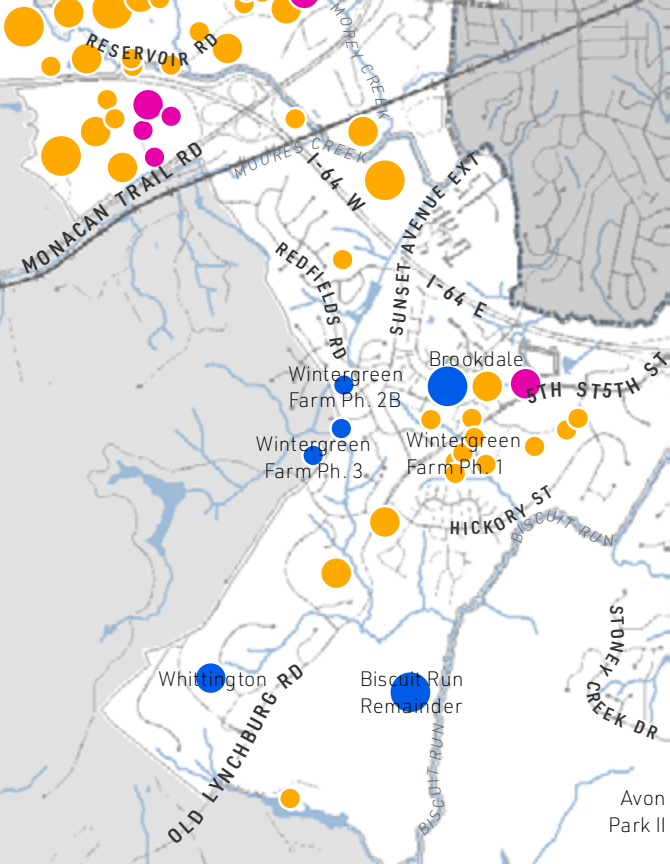 MOREY CREEK
RESERVOIR RD
MOORES CREEK
I-64 W
MONACAN TRAIL RD
SUNSET AVENUE EXT
REDFIELDS RD
I-64 E
Brookdale
Wintergreen
Farm Ph. 2B
5TH ST5TH ST
Wintergreen
Farm Ph. 3
Wintergreen
Farm Ph. 1
HICKORY ST
BISCUIT RUN
STONEY
CREEK DR
Whittington
Biscuit Run
Remainder
OLD LYNCHBURG RD
BISCUIT RUN
Avon
Park II